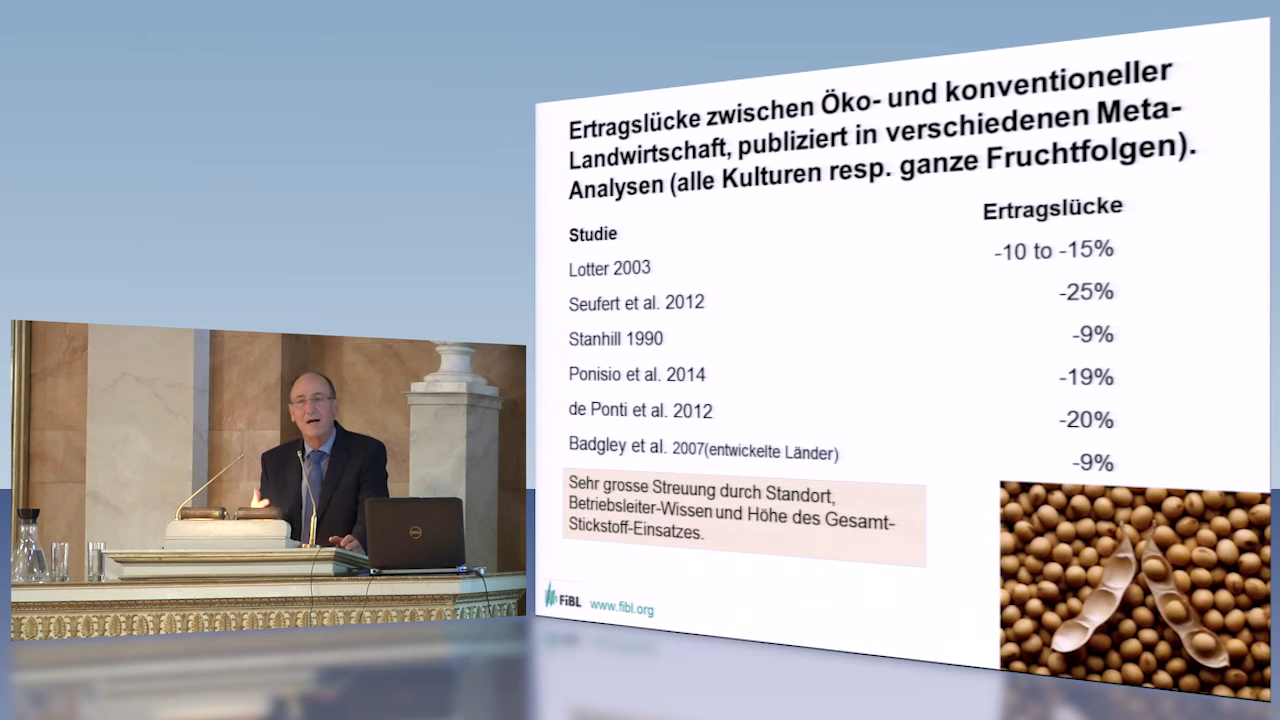 Ertragslücke zwischen Öko- und konventioneller
Landwirtschaft, publiziert in verschiedenen Meta-
Analysen (alle Kulturen resp. ganze Fruchtfolgen).
Studie Ertragslücke
Lotter 2003 -10 to -15%
Seufert et al. 2012 -25%
Stanhill 1990 -9%
Ponisio et al. 2014 -19%
de Ponti et al. 2012 -20%
Badgley et al. 2007(entwickelte Länder) -9%
Sehr grosse Streuung durch Standort,
Betriebsleiter-Wissen und Höhe des Gesamt-
Stickstoff-Einsatzes.
FiBL www.fibl.org
DELL